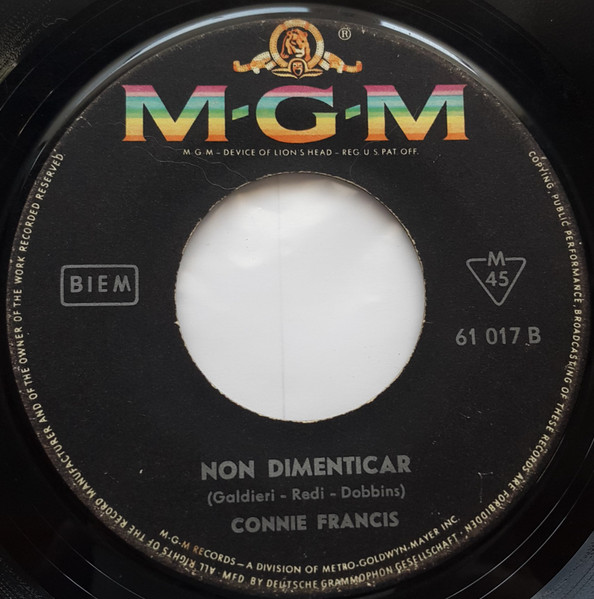 ®
M-G-M
M-G-M – DEVICE OF LION'S HEAD – REG. U.S. PAT. OFF.
BIEM
M
45
61 017 B
NON DIMENTICAR
(Galdieri - Redi - Dobbins)
CONNIE FRANCIS
M-G-M RECORDS – A DIVISION OF METRO-GOLDWYN-MAYER INC.
ALL RIGHTS OF THE RECORD MANUFACTURER AND OF THE OWNER OF THE WORK RECORDED RESERVED.
COPYING, PUBLIC PERFORMANCE, BROADCASTING OF THESE RECORDS ARE FORBIDDEN
MFD BY DEUTSCHE GRAMMOPHON GESELLSCHAFT